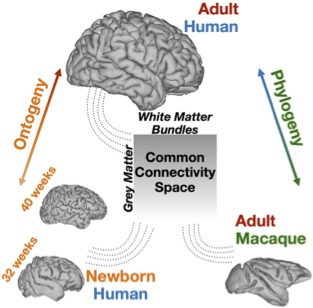 Adult
Human
Ontogeny
Phylogeny
White Matter
Bundles
Grey Matter
Common
Connectivity
Space
40 weeks
32 weeks
Newborn
Human
Adult
Macaque